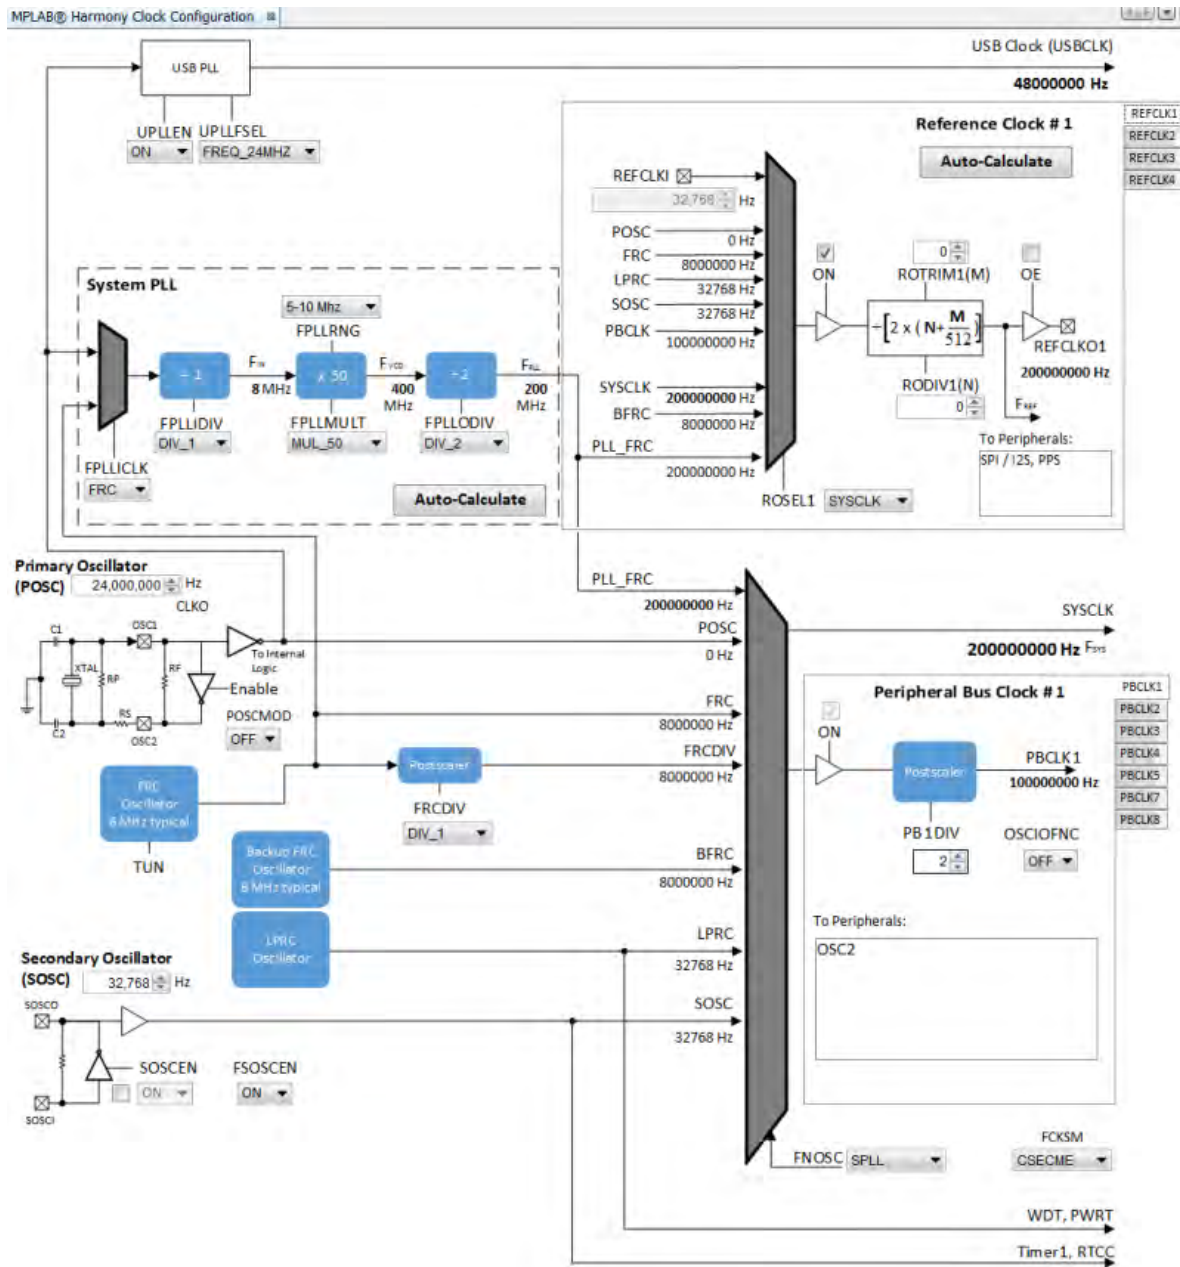 MPLAB® Harmony Clock Configuration
USB PLL
USB Clock (USBCLK)
48000000 Hz
UPLLEN
UPLLFSEL
ON
FREQ_24MHZ
Reference Clock # 1
Auto-Calculate
REFCLK1
REFCLK2
REFCLK3
REFCLK4
REFCLKI
32,768
Hz
POSC
0 Hz
FRC
8000000 Hz
LPRC
32768 Hz
SOSC
32768 Hz
PBCLK
100000000 Hz
SYSCLK
200000000 Hz
BFRC
8000000 Hz
PLL_FRC
200000000 Hz
ROSEL1
SYSCLK
ON
0
ROTRIM1(M)
÷[2 x ( N+ M/512 )]
RODIV1(N)
0
OE
REFCLKO1
200000000 Hz
FREF
To Peripherals:
SPI / I2S, PPS
System PLL
5-10 Mhz
FPLLRNG
÷ 1
FIN
8 MHz
x 50
FVCO
400
MHz
÷2
FPLL
200
MHz
FPLLIDIV
DIV_1
FPLLMULT
MUL_50
FPLLODIV
DIV_2
FPLLICLK
FRC
Auto-Calculate
Primary Oscillator
(POSC)
24,000,000
Hz
CLKO
C1
OSC1
XTAL
RP
RF
To Internal
Logic
Enable
C2
RS
OSC2
POSCMOD
OFF
FRC
Oscillator
8 MHz typical
TUN
Postscaler
FRCDIV
DIV_1
Backup FRC
Oscillator
8 MHz typical
LPRC
Oscillator
Secondary Oscillator
(SOSC)
32,768
Hz
SOSCO
SOSCI
SOSCEN
ON
FSOSCEN
ON
PLL_FRC
200000000 Hz
POSC
0 Hz
FRC
8000000 Hz
FRCDIV
8000000 Hz
BFRC
8000000 Hz
LPRC
32768 Hz
SOSC
32768 Hz
SYSCLK
200000000 Hz FSYS
Peripheral Bus Clock # 1
PBCLK1
PBCLK2
PBCLK3
PBCLK4
PBCLK5
PBCLK7
PBCLK8
ON
Postscaler
PBCLK1
100000000 Hz
PB1DIV
2
OSCIOFNC
OFF
To Peripherals:
OSC2
FNOSC
SPLL
FCKSM
CSECME
WDT, PWRT
Timer1, RTCC